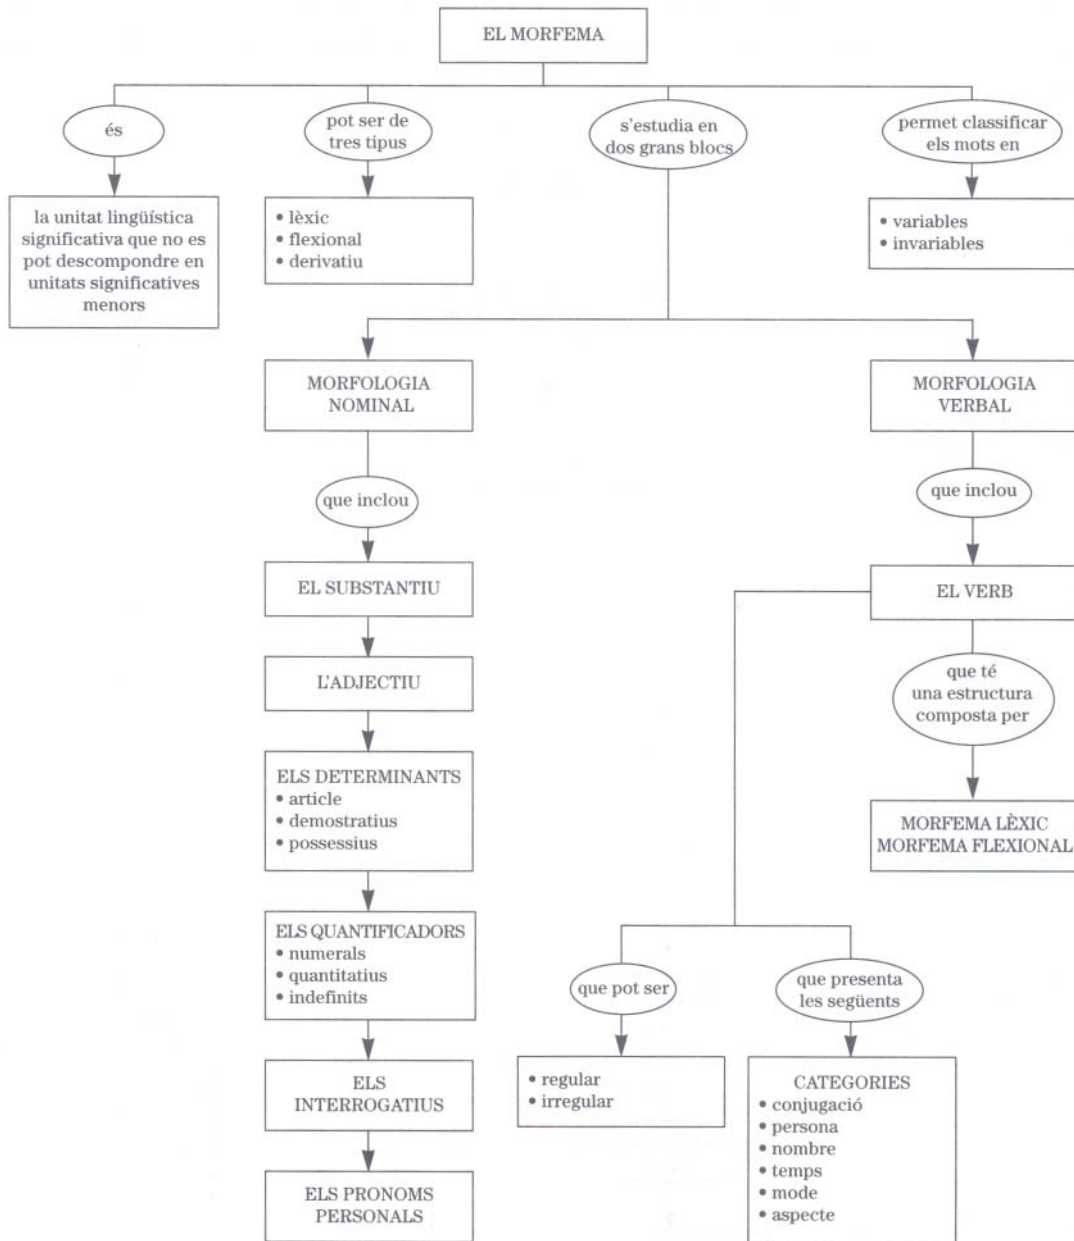 EL MORFEMA
és
pot ser de
tres tipus
s'estudia en
dos grans blocs
permet classificar
els mots en
la unitat lingüística
significativa que no es
pot descompondre en
unitats significatives
menors
• lèxic
• flexional
• derivatiu
• variables
• invariables
MORFOLOGIA
NOMINAL
MORFOLOGIA
VERBAL
que inclou
que inclou
EL SUBSTANTIU
EL VERB
L'ADJECTIU
que té
una estructura
composta per
ELS DETERMINANTS
• article
• demostratius
• possessius
MORFEMA LÈXIC
MORFEMA FLEXIONAL
ELS QUANTIFICADORS
• numerals
• quantitatius
• indefinits
que pot ser
que presenta
les següents
ELS
INTERROGATIUS
• regular
• irregular
CATEGORIES
• conjugació
• persona
• nombre
• temps
• mode
• aspecte
ELS PRONOMS
PERSONALS